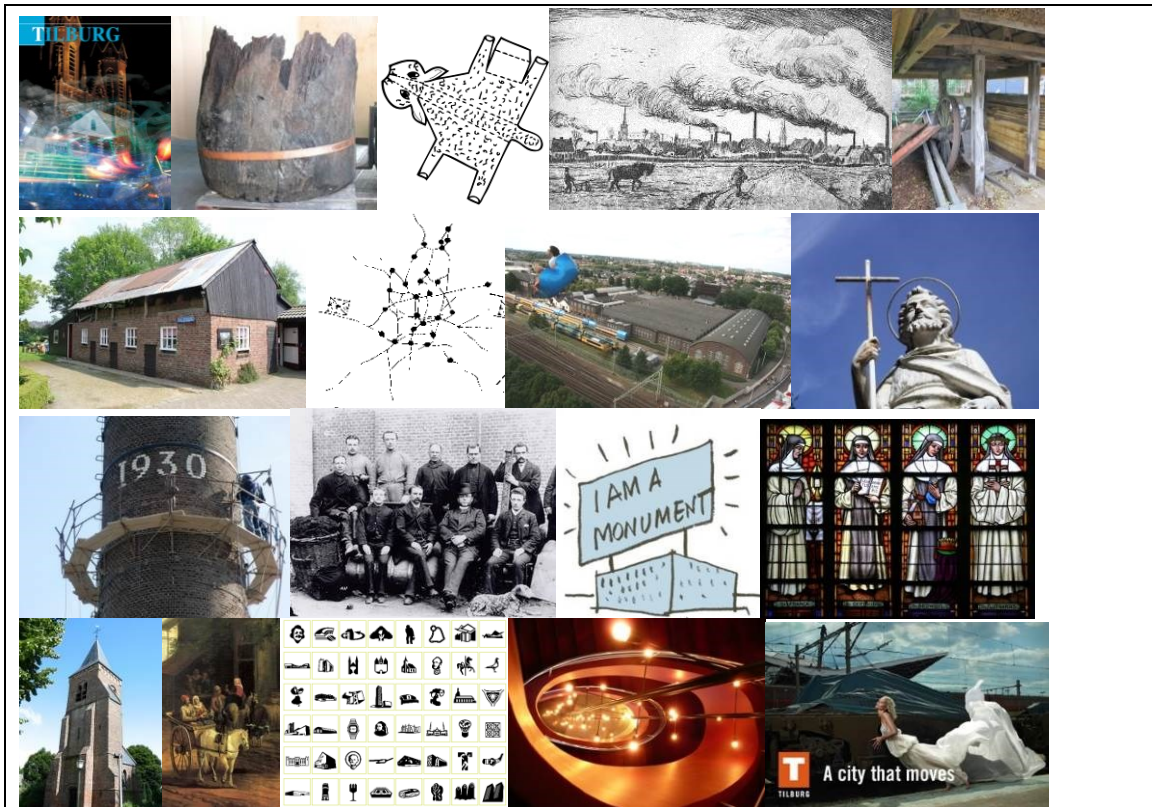 TILBURG
1930
I AM A
MONUMENT
T
TILBURG
A city that moves